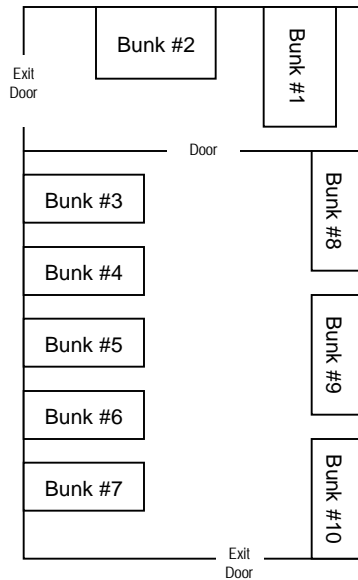 Bunk #2
Bunk #1
Exit
Door
Door
Bunk #3
Bunk #8
Bunk #4
Bunk #5
Bunk #9
Bunk #6
Bunk #7
Bunk #10
Exit
Door